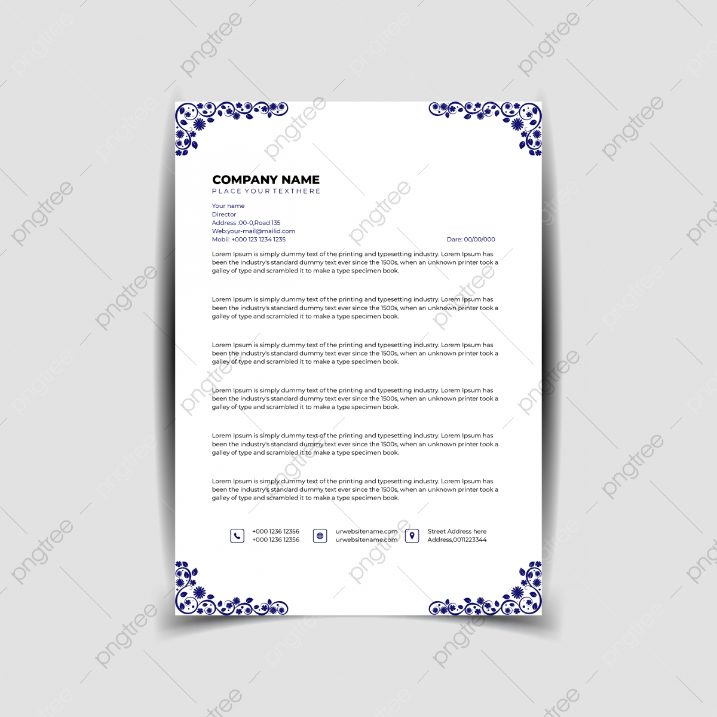 COMPANY NAME
PLACE YOUR TEXT HERE
Your name
Director
Address :00-0,Road 135
Web:your-mail@mailid.com
Mobil: +000 123 1234 1235
Dare: 00/00/000
Lorem Ipsum is simply dummy text of the printing and typesetting industry. Lorem Ipsum has
been the industry's standard dummy text ever since the 1500s, when an unknown printer took a
galley of type and scrambled it to make a type specimen book.
Lorem Ipsum is simply dummy text of the printing and typesetting industry. Lorem Ipsum has
been the industry's standard dummy text ever since the 1500s, when an unknown printer took a
galley of type and scrambled it to make a type specimen book.
Lorem Ipsum is simply dummy text of the printing and typesetting industry. Lorem Ipsum has
been the industry's standard dummy text ever since the 1500s, when an unknown printer took a
galley of type and scrambled it to make a type specimen book.
Lorem Ipsum is simply dummy text of the printing and typesetting industry. Lorem Ipsum has
been the industry's standard dummy text ever since the 1500s, when an unknown printer took a
galley of type and scrambled it to make a type specimen book.
Lorem Ipsum is simply dummy text of the printing and typesetting industry. Lorem Ipsum has
been the industry's standard dummy text ever since the 1500s, when an unknown printer took a
galley of type and scrambled it to make a type specimen book.
Lorem Ipsum is simply dummy text of the printing and typesetting industry. Lorem Ipsum has
been the industry's standard dummy text ever since the 1500s, when an unknown printer took a
galley of type and scrambled it to make a type specimen book.
+000 1236 12356 urwebsitename.com Street Address here
+000 1236 12356 urwebsitename.com Address,0011223344
pngtree